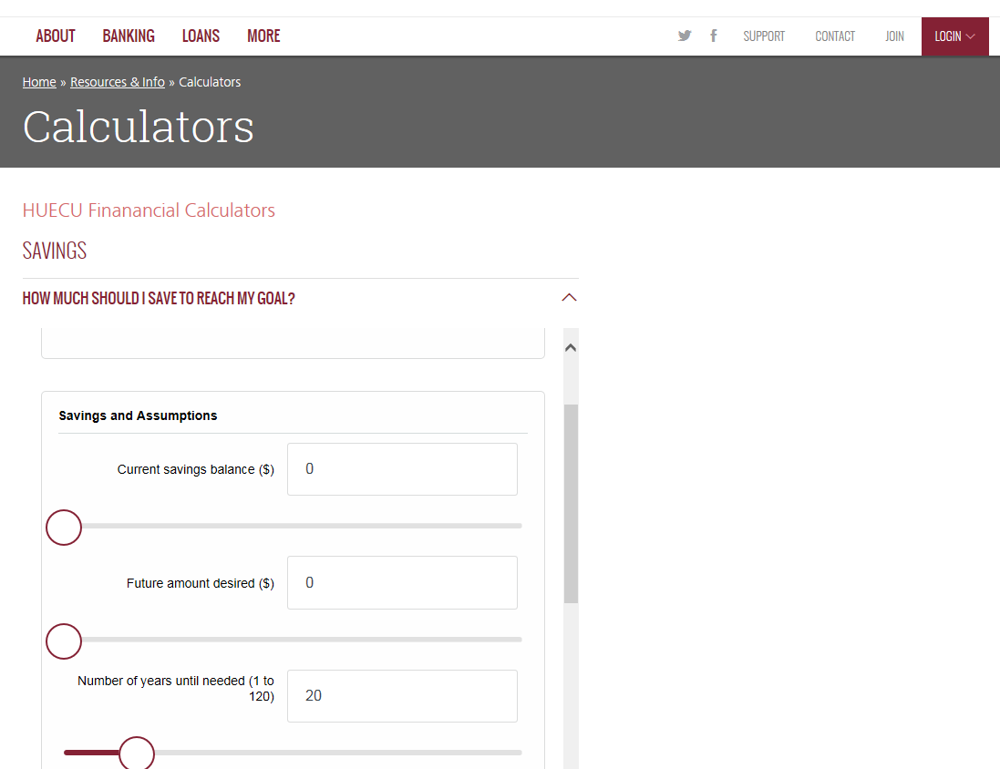 ABOUT BANKING LOANS MORE SUPPORT CONTACT JOIN LOGIN
Home » Resources & Info » Calculators
Calculators
HUECU Finanancial Calculators
SAVINGS
HOW MUCH SHOULD I SAVE TO REACH MY GOAL?
Savings and Assumptions
Current savings balance ($) 0
Future amount desired ($) 0
Number of years until needed (1 to
120) 20